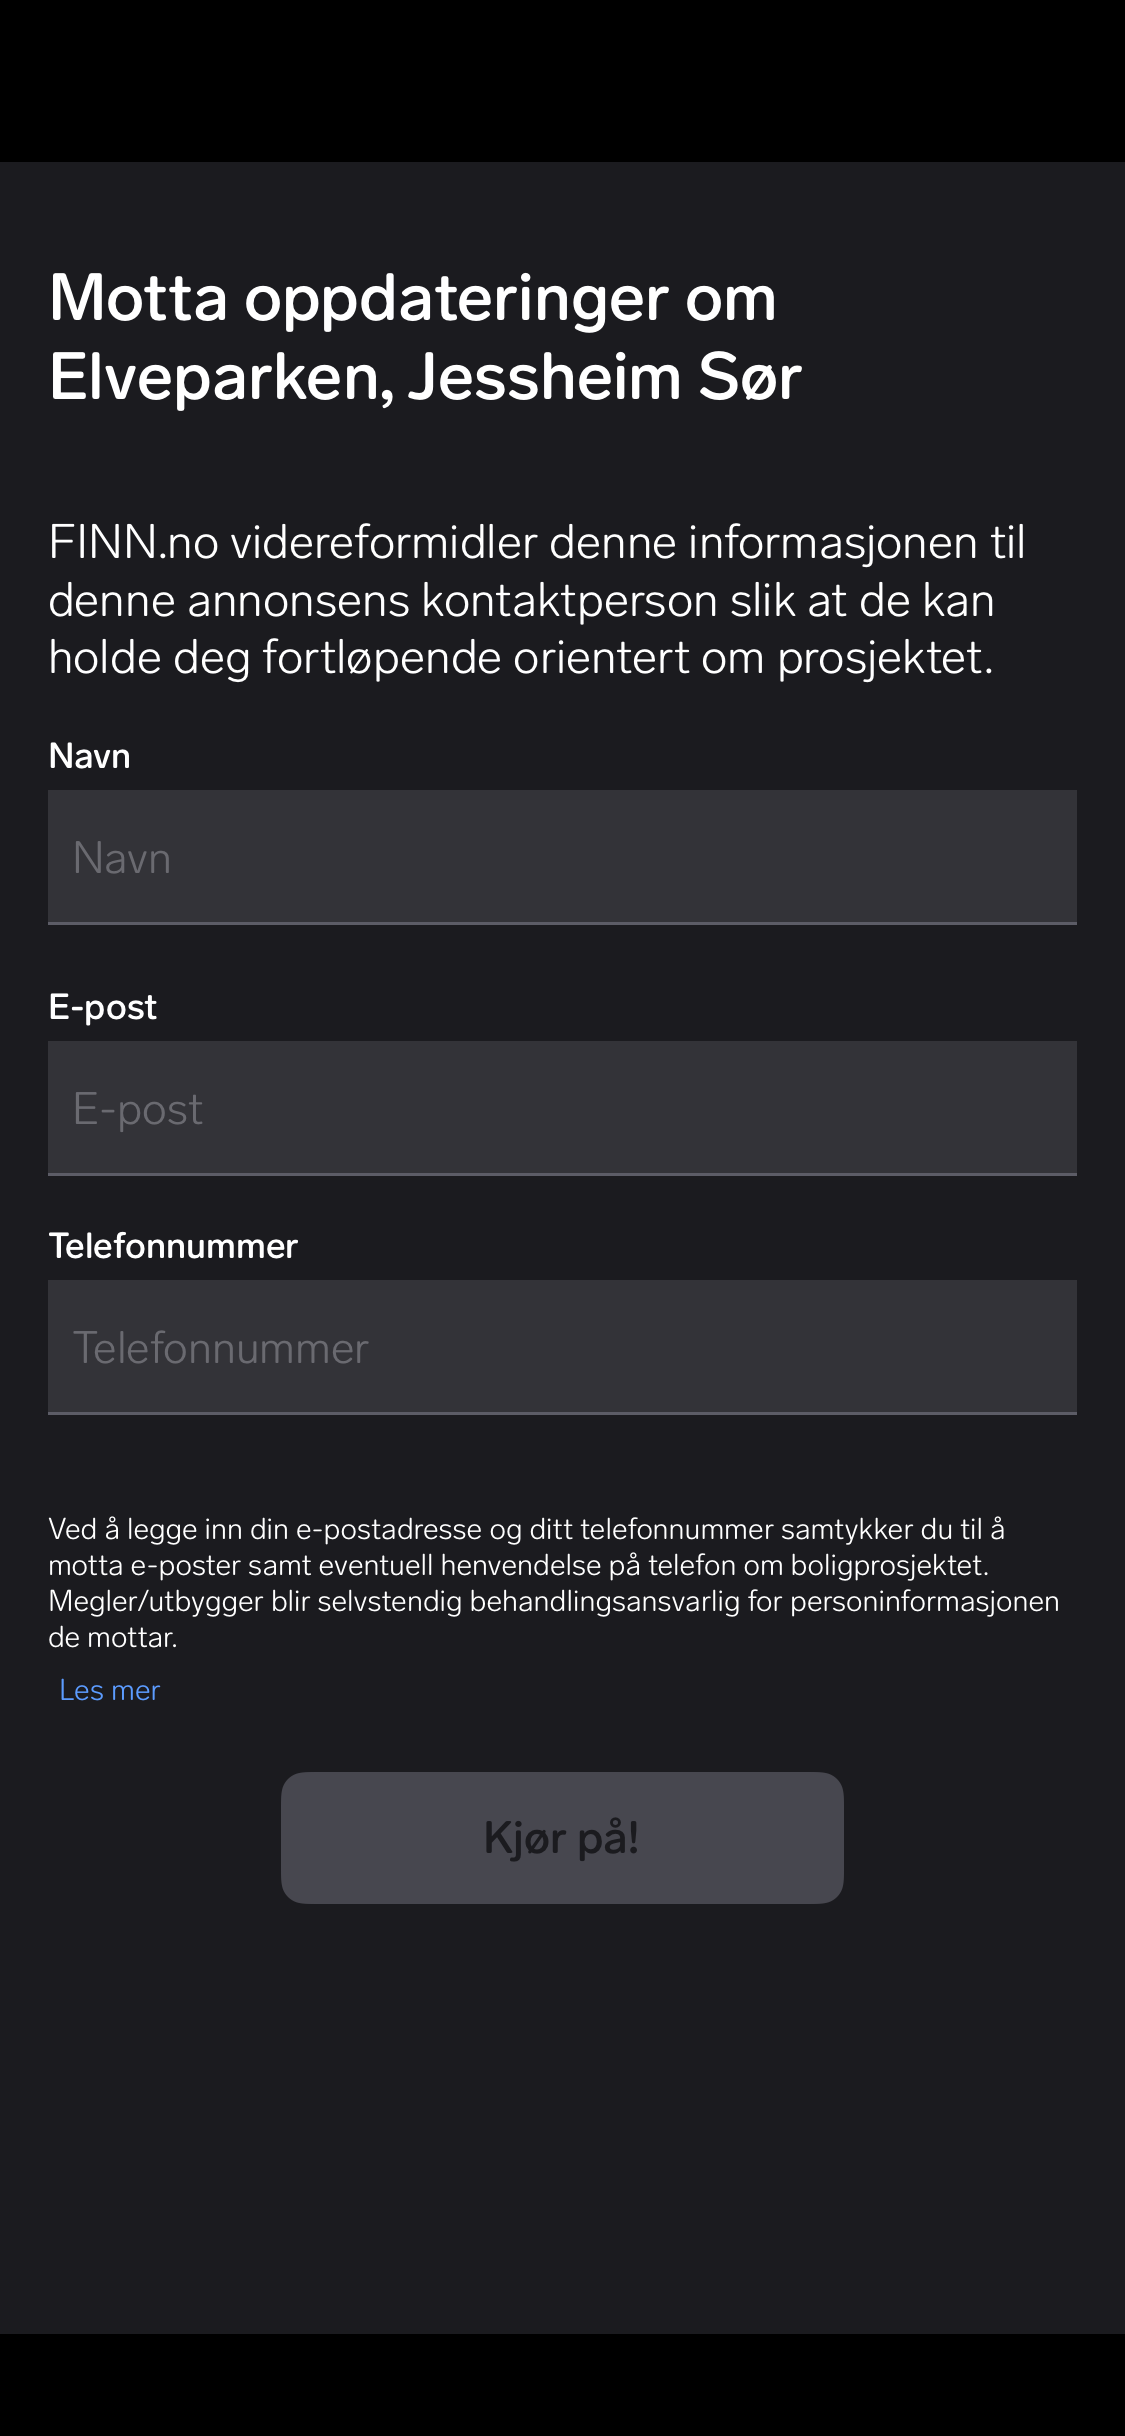 Motta oppdateringer om
Elveparken, Jessheim Sør
FINN.no videreformidler denne informasjonen til
denne annonsens kontaktperson slik at de kan
holde deg fortløpende orientert om prosjektet.
Navn
Navn
E-post
E-post
Telefonnummer
Telefonnummer
Ved å legge inn din e-postadresse og ditt telefonnummer samtykker du til å
motta e-poster samt eventuell henvendelse på telefon om boligprosjektet.
Megler/utbygger blir selvstendig behandlingsansvarlig for personinformasjonen
de mottar.
Les mer
Kjør på!